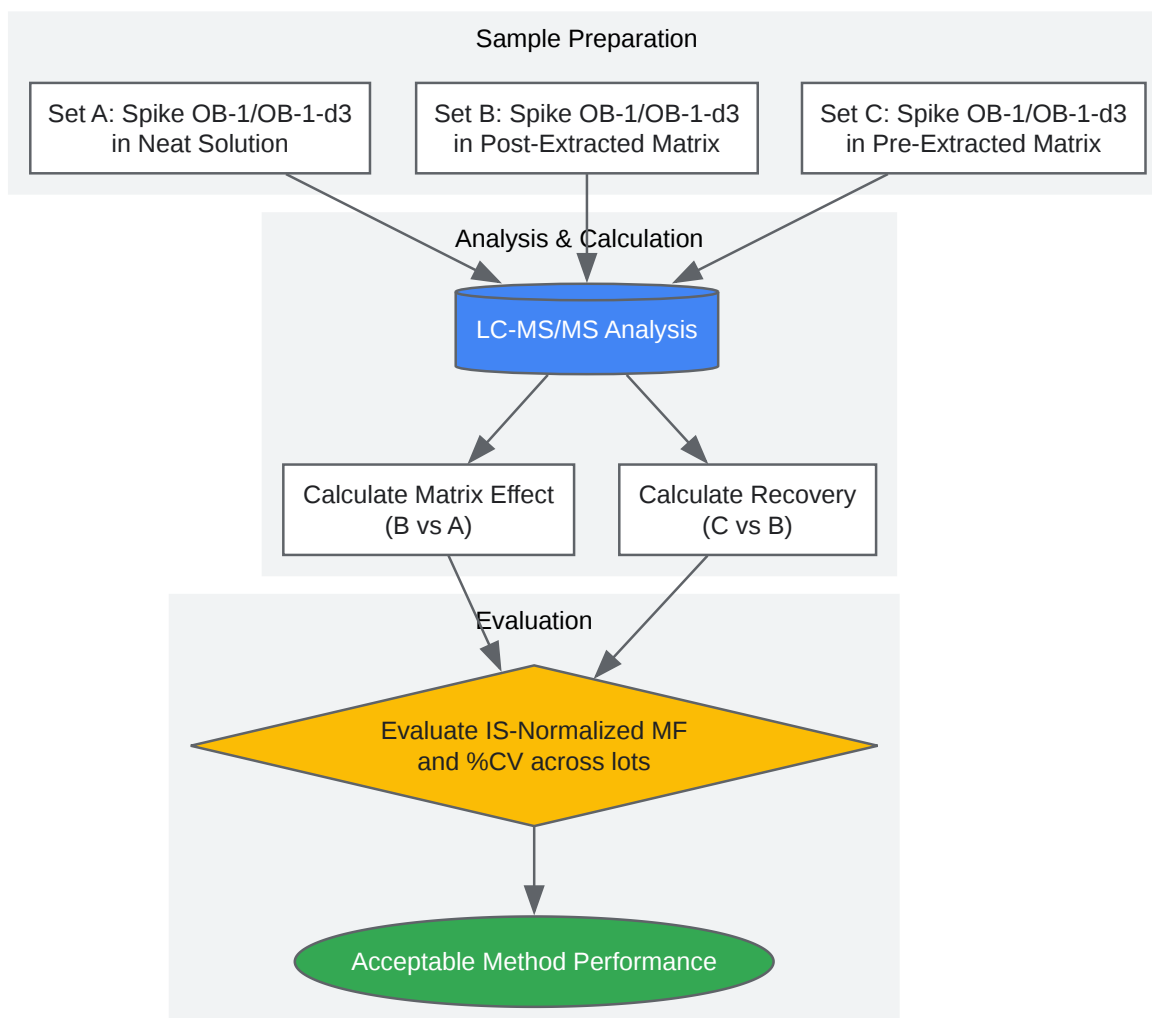 Sample Preparation
Set A: Spike OB-1/OB-1-d3
in Neat Solution
Set B: Spike OB-1/OB-1-d3
in Post-Extracted Matrix
Set C: Spike OB-1/OB-1-d3
in Pre-Extracted Matrix
Analysis & Calculation
LC-MS/MS Analysis
Calculate Matrix Effect
(B vs A)
Calculate Recovery
(C vs B)
Evaluation
Evaluate IS-Normalized MF
and %CV across lots
Acceptable Method Performance